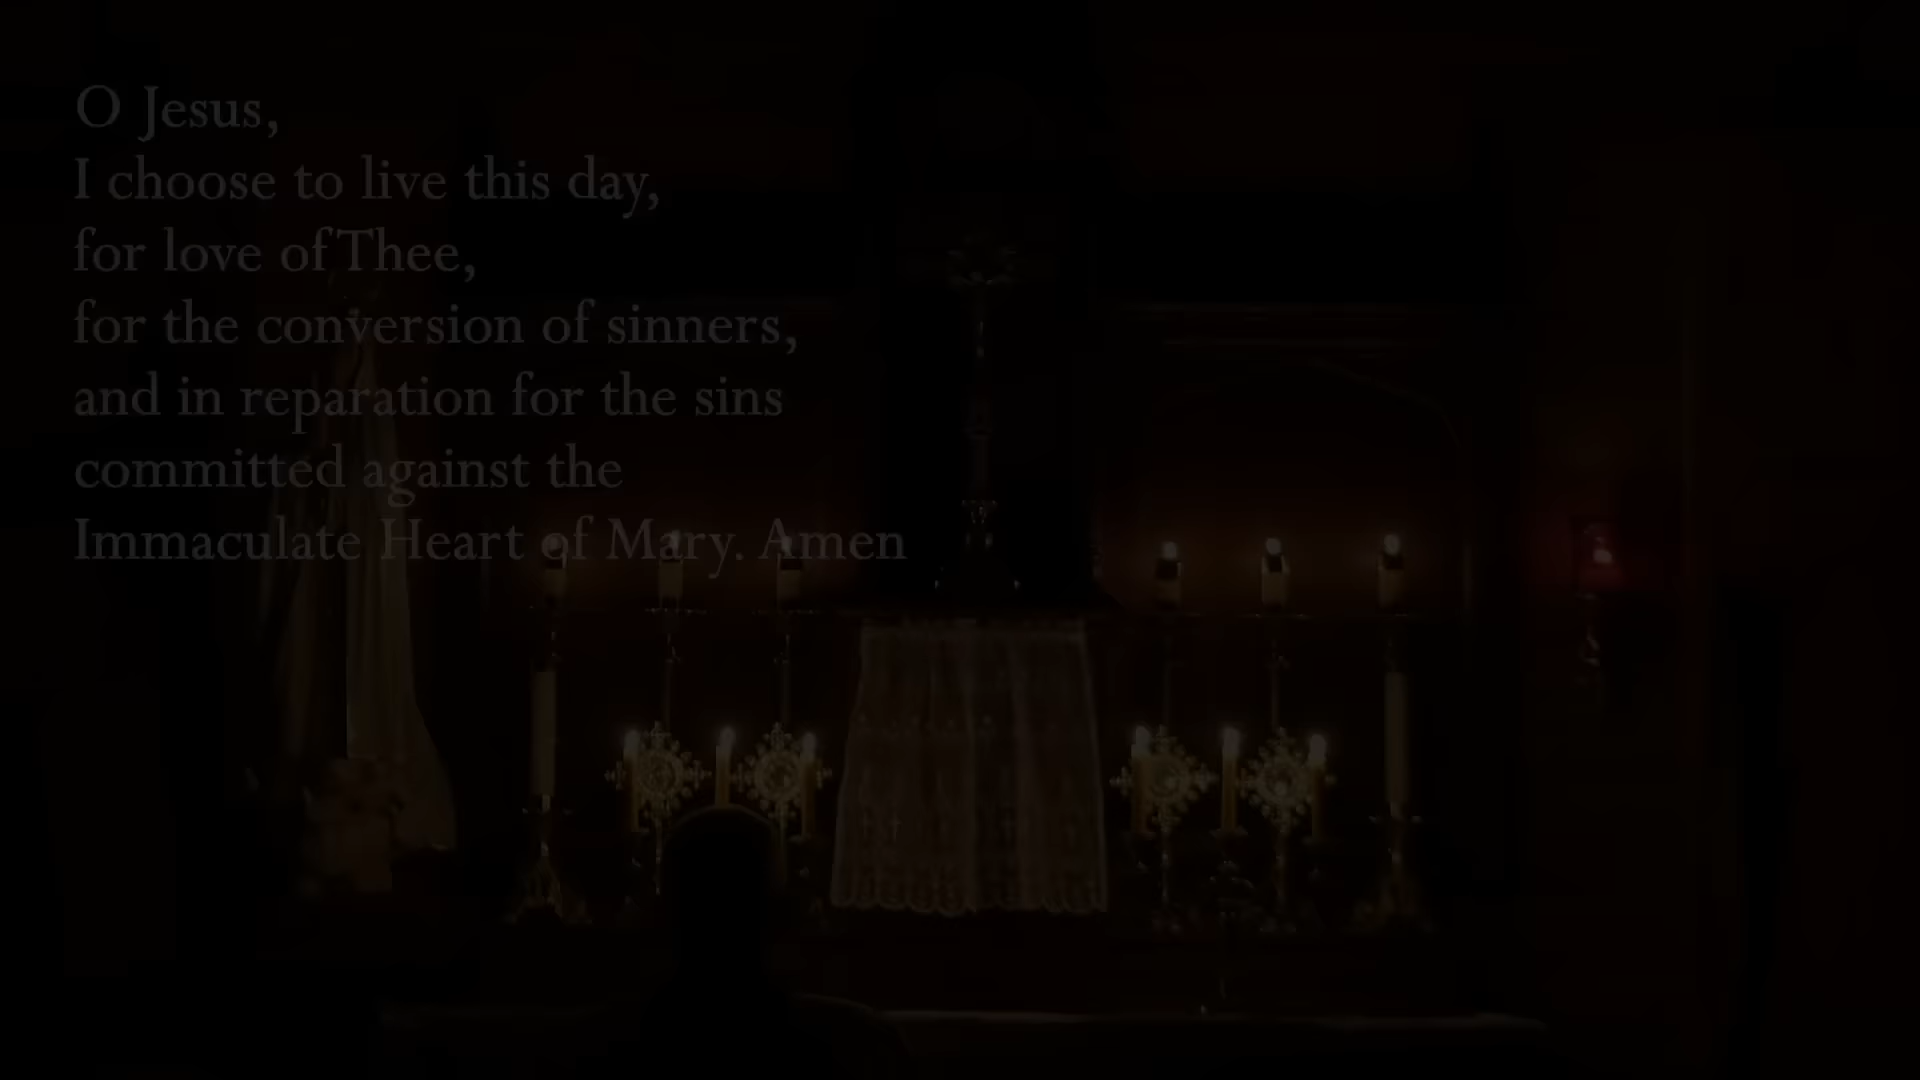 O Jesus,
I choose to live this day,
for love of Thee,
for the conversion of sinners,
and in reparation for the sins
committed against the
Immaculate Heart of Mary. Amen